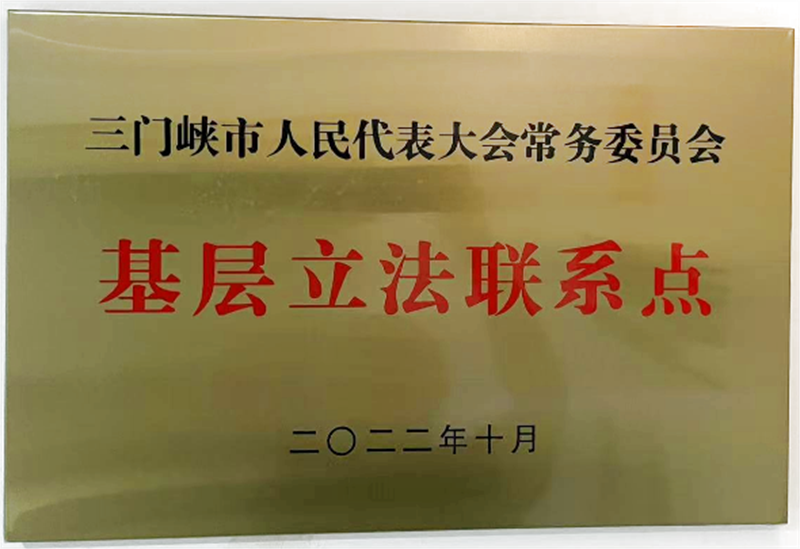 三门峡市人民代表大会常务委员会
基层立法联系点
二〇二二年十月